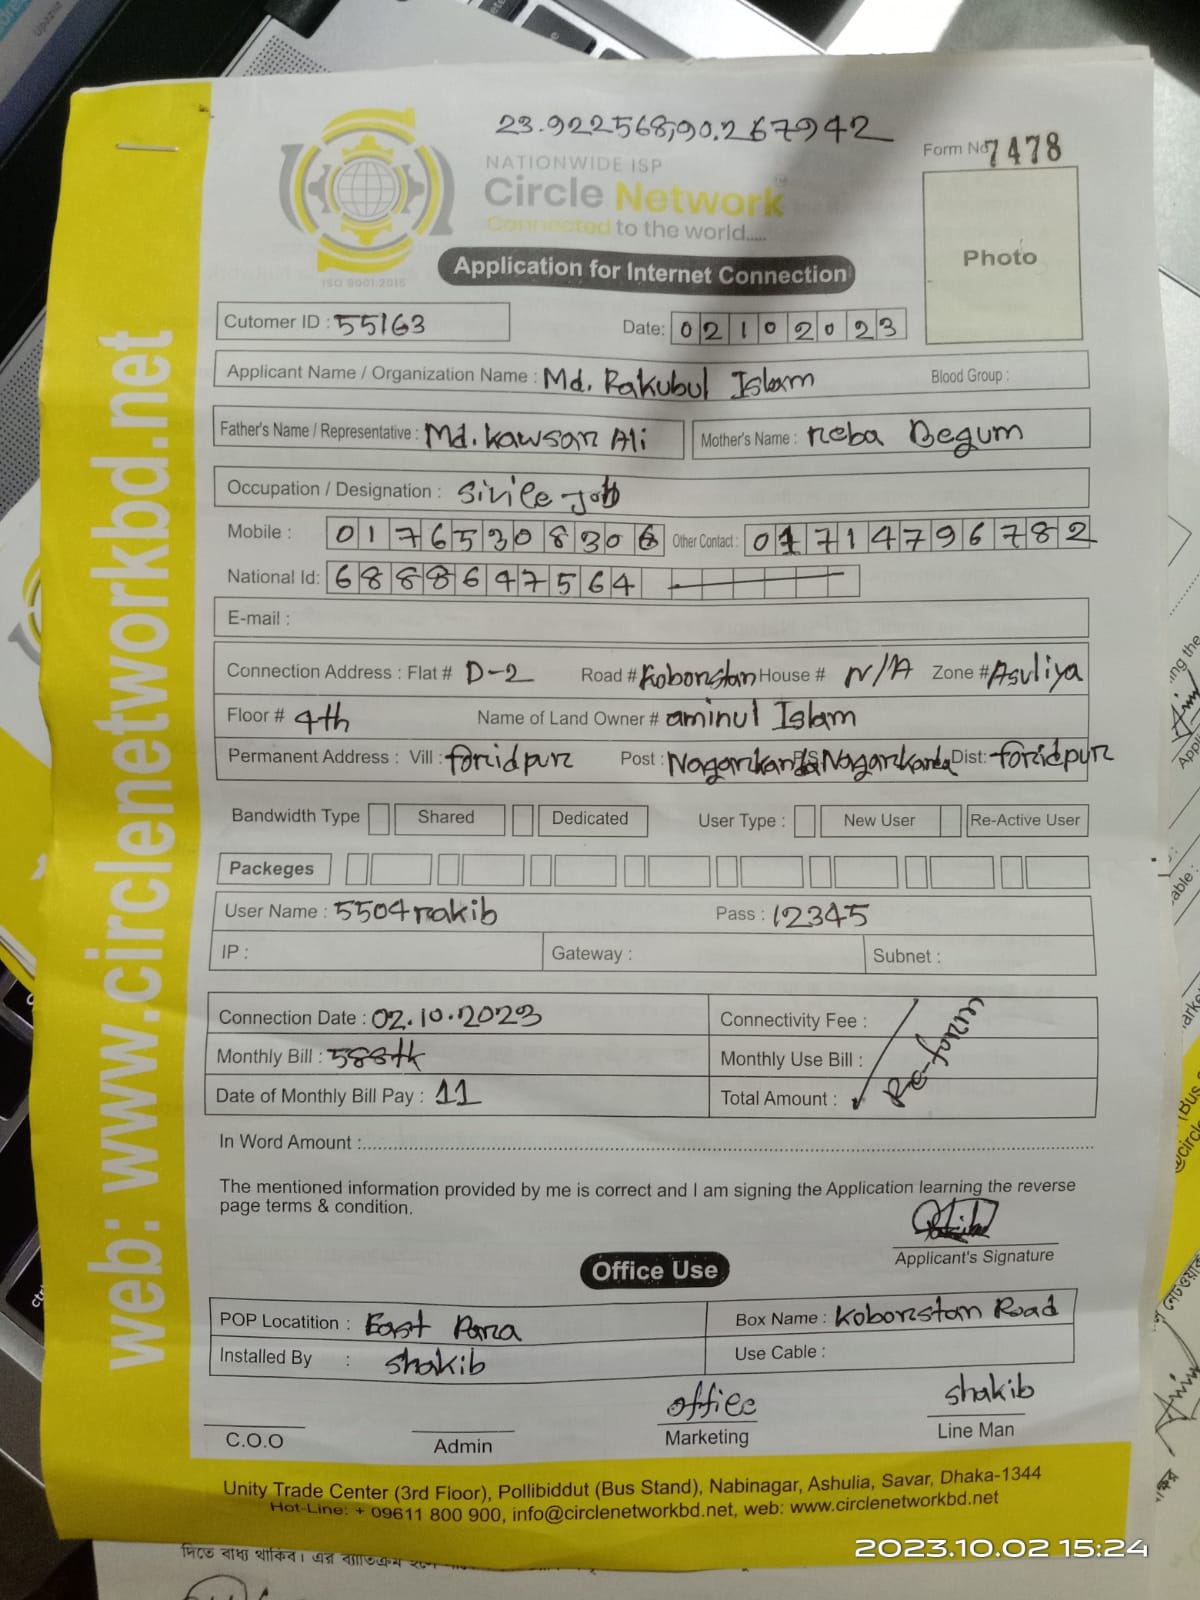 23.922568,90.267942
NATIONWIDE ISP
Form No 7478
Circle Network
Connected to the world.....
ISO 9001:2015
Photo
Application for Internet Connection
Cutomer ID : 55163 Date: 02102023
Applicant Name / Organization Name : Md. Rakubul Islam Blood Group :
Father's Name / Representative : Md. Kawsar Ali Mother's Name : reba Begum
Occupation / Designation : Sivile Job
Mobile : 01765308306 Other Contact : 01714796782
National Id: 6888647564
E-mail :
Connection Address : Flat # D-2 Road # Koborstan House # N/A Zone # Asuliya
Floor # 4th Name of Land Owner # aminul Islam
Permanent Address : Vill : foridpur Post : Nagarkanda Nagarkanda Dist: foridpur
Bandwidth Type Shared Dedicated User Type : New User Re-Active User
Packeges
User Name : 5504rakib Pass : 12345
IP : Gateway : Subnet :
Connection Date : 02.10.2023 Connectivity Fee :
Monthly Bill : 588tk Monthly Use Bill :
Date of Monthly Bill Pay : 11 Total Amount :
Re-form
In Word Amount :
The mentioned information provided by me is correct and I am signing the Application learning the reverse
page terms & condition.
Applicant's Signature
Office Use
POP Locatition : East Para Box Name : Koborstan Road
Installed By : Shakib Use Cable :
office shakib
C.O.O Admin Marketing Line Man
Unity Trade Center (3rd Floor), Pollibiddut (Bus Stand), Nabinagar, Ashulia, Savar, Dhaka-1344
Hot-Line: + 09611 800 900, info@circlenetworkbd.net, web: www.circlenetworkbd.net
web: www.circlenetworkbd.net
2023.10.02 15:24